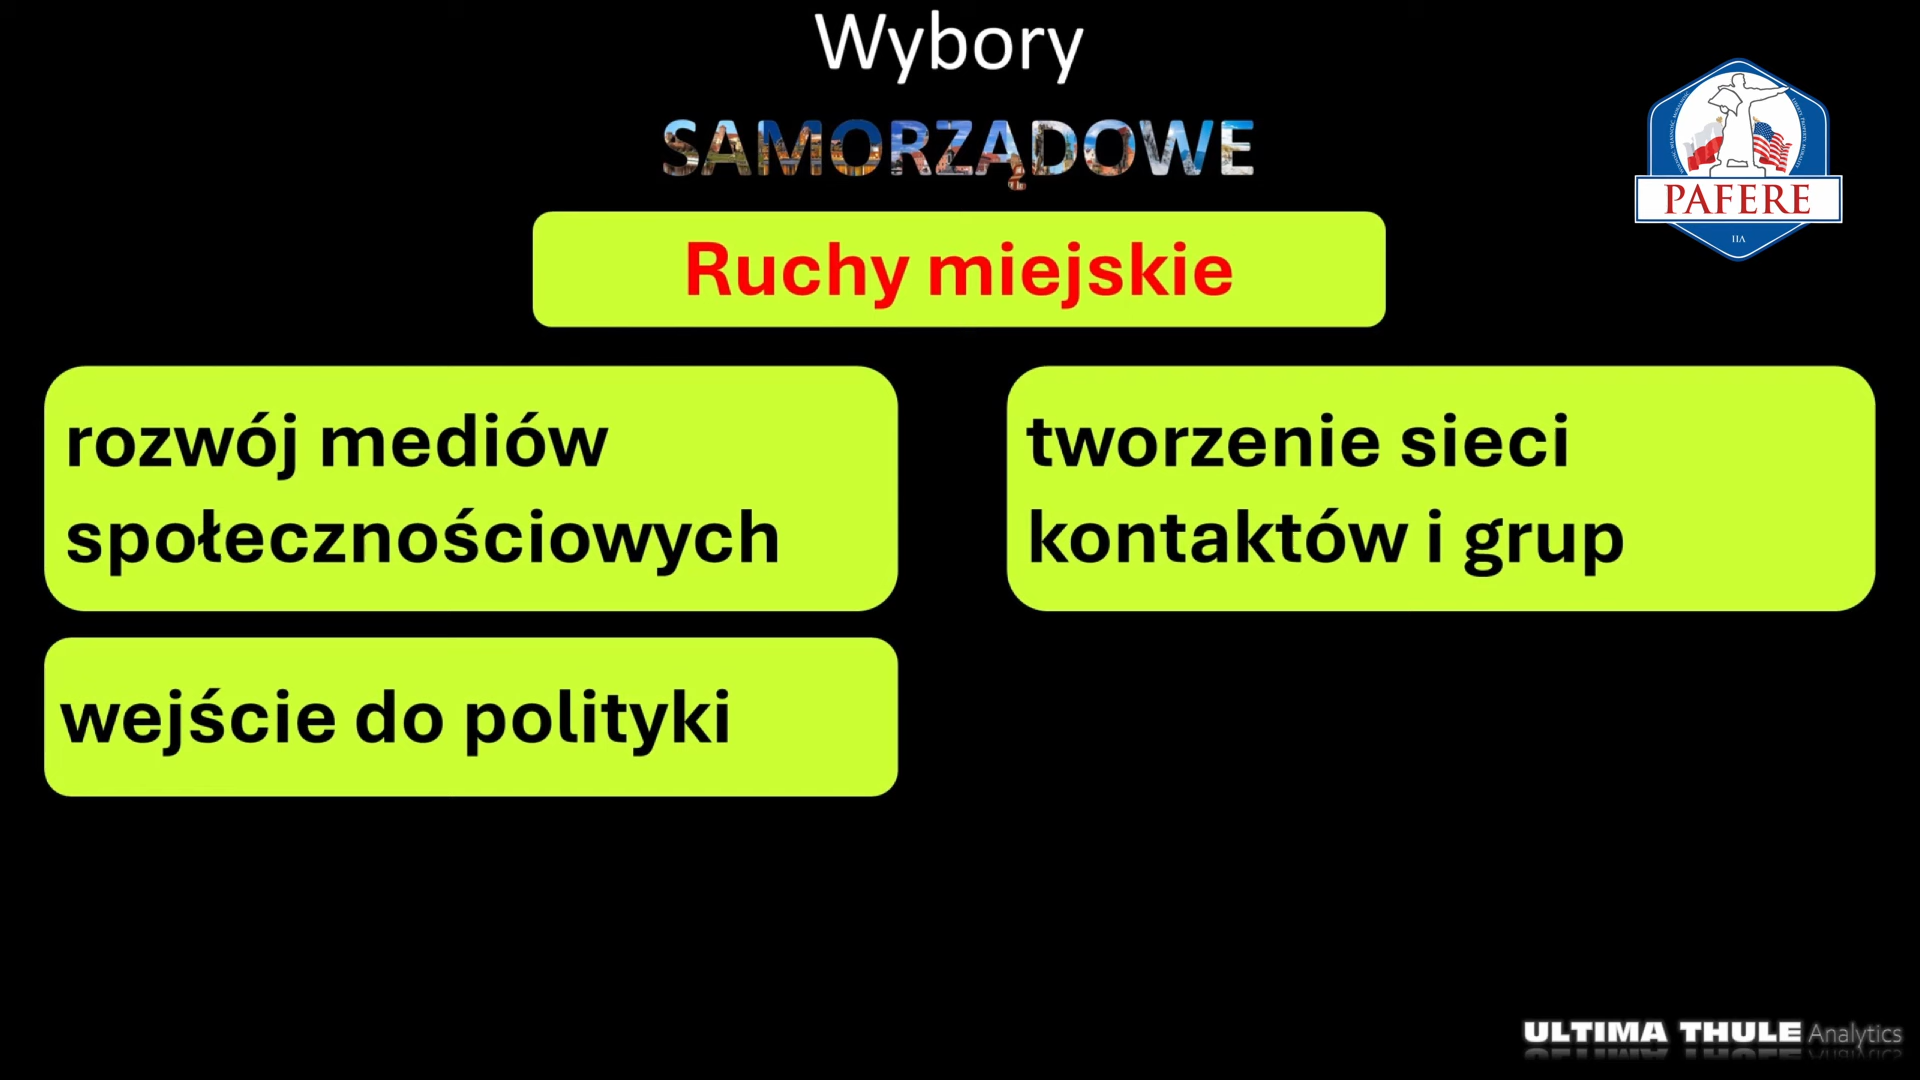 Wybory
SAMORZĄDOWE
PAFERE
Ruchy miejskie
rozwój mediów
społecznościowych
tworzenie sieci
kontaktów i grup
wejście do polityki
ULTIMA THULE Analytics